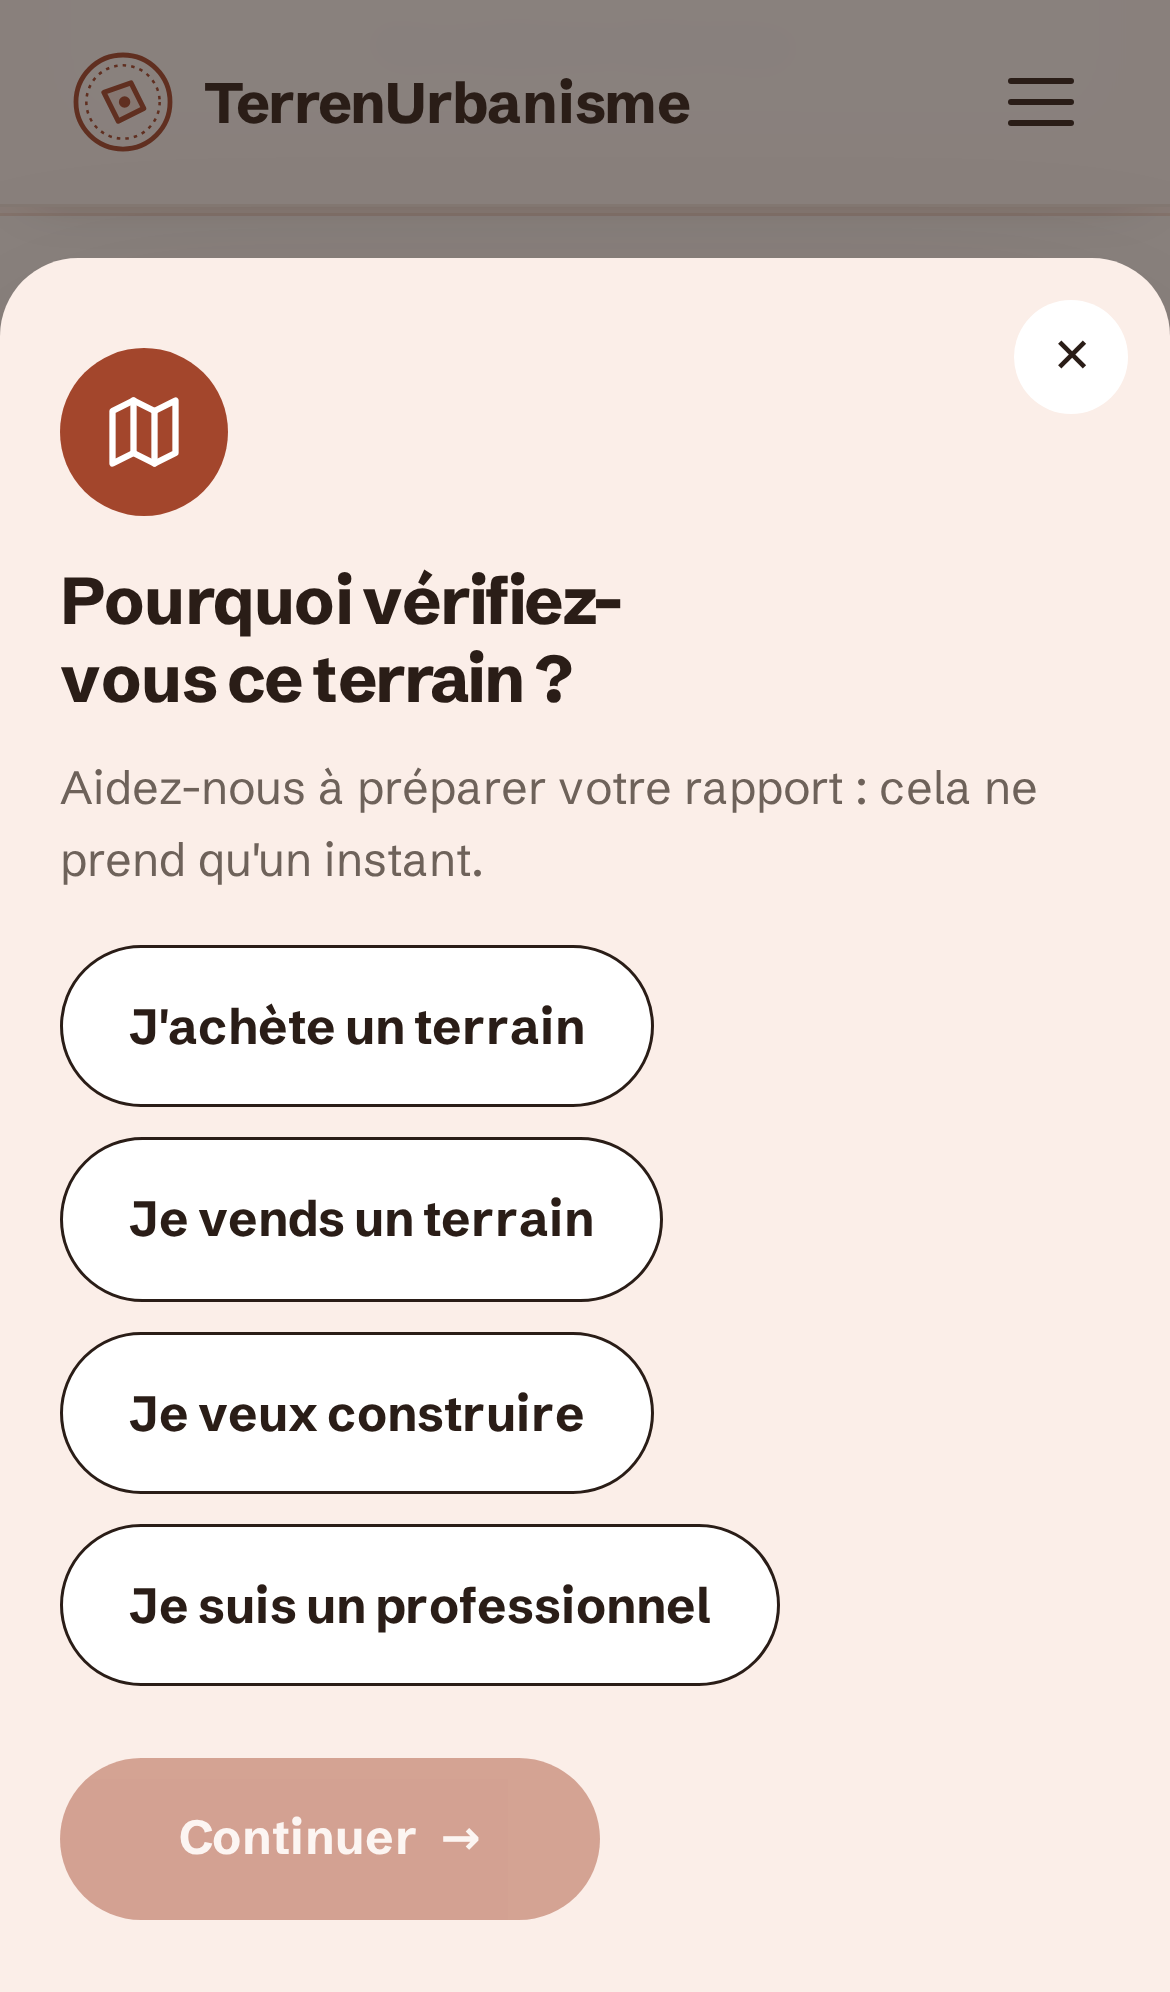 TerrenUrbanisme
Pourquoi vérifiez-
vous ce terrain ?
Aidez-nous à préparer votre rapport : cela ne
prend qu'un instant.
J'achète un terrain
Je vends un terrain
Je veux construire
Je suis un professionnel
Continuer →